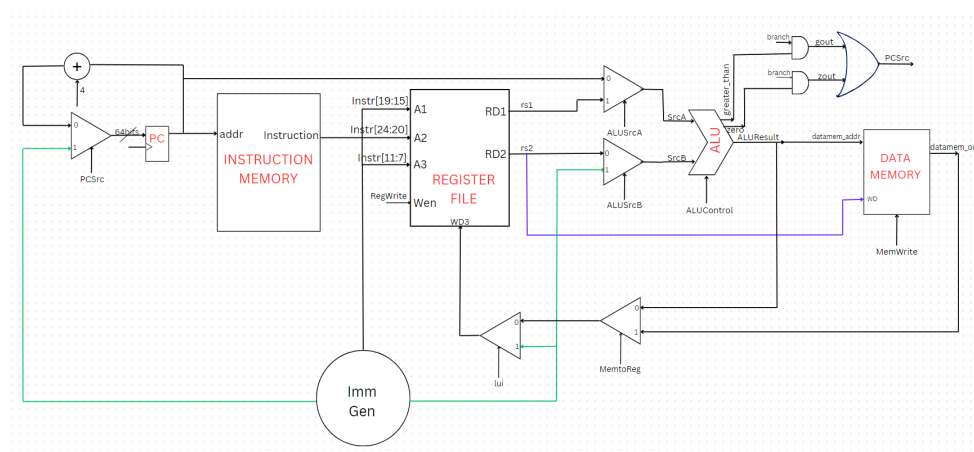 +
4
0
1
64bits
PC
PCSrc
addr
Instruction
INSTRUCTION
MEMORY
Instr[19:15]
Instr[24:20]
Instr[11:7]
RegWrite
A1
A2
A3
Wen
RD1
RD2
REGISTER
FILE
WD3
rs1
rs2
0
1
ALUSrcA
0
1
ALUSrcB
SrcA
SrcB
ALU
ALUControl
greater_than
zero
ALUResult
branch
gout
branch
zout
PCSrc
datamem_addr
DATA
MEMORY
WD
MemWrite
0
1
MemtoReg
0
1
lui
Imm
Gen